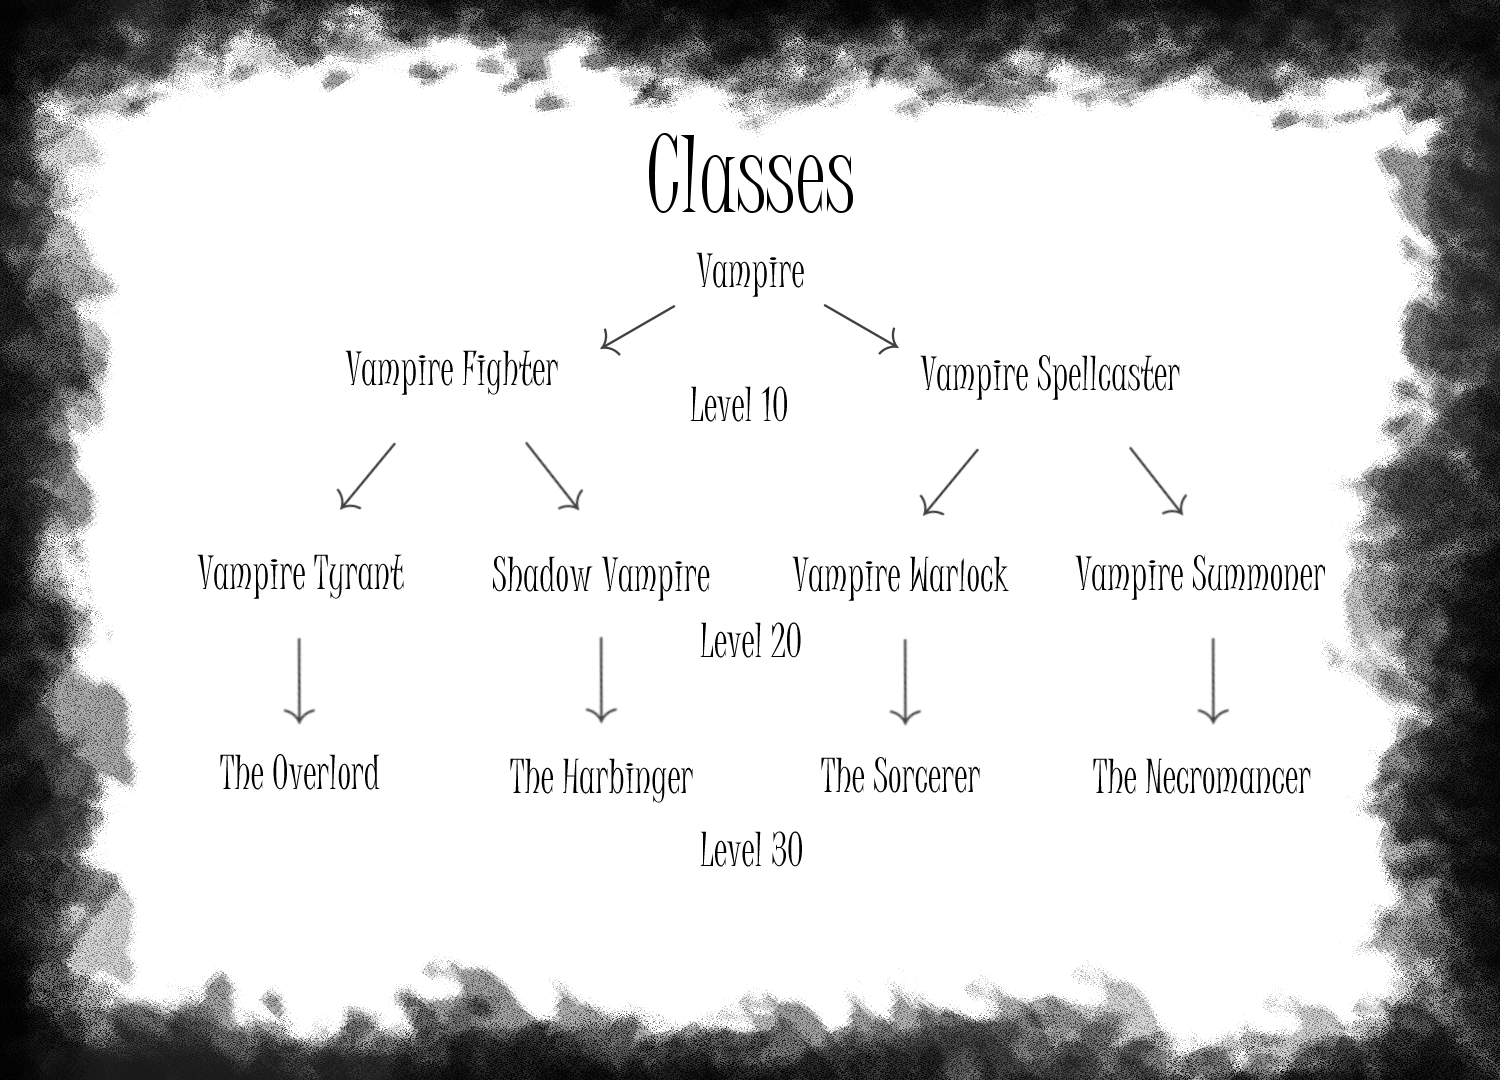 Classes
Vampire
Vampire Fighter
Vampire Spellcaster
Level 10
Vampire Tyrant
Shadow Vampire
Vampire Warlock
Vampire Summoner
Level 20
The Overlord
The Harbinger
The Sorcerer
The Necromancer
Level 30